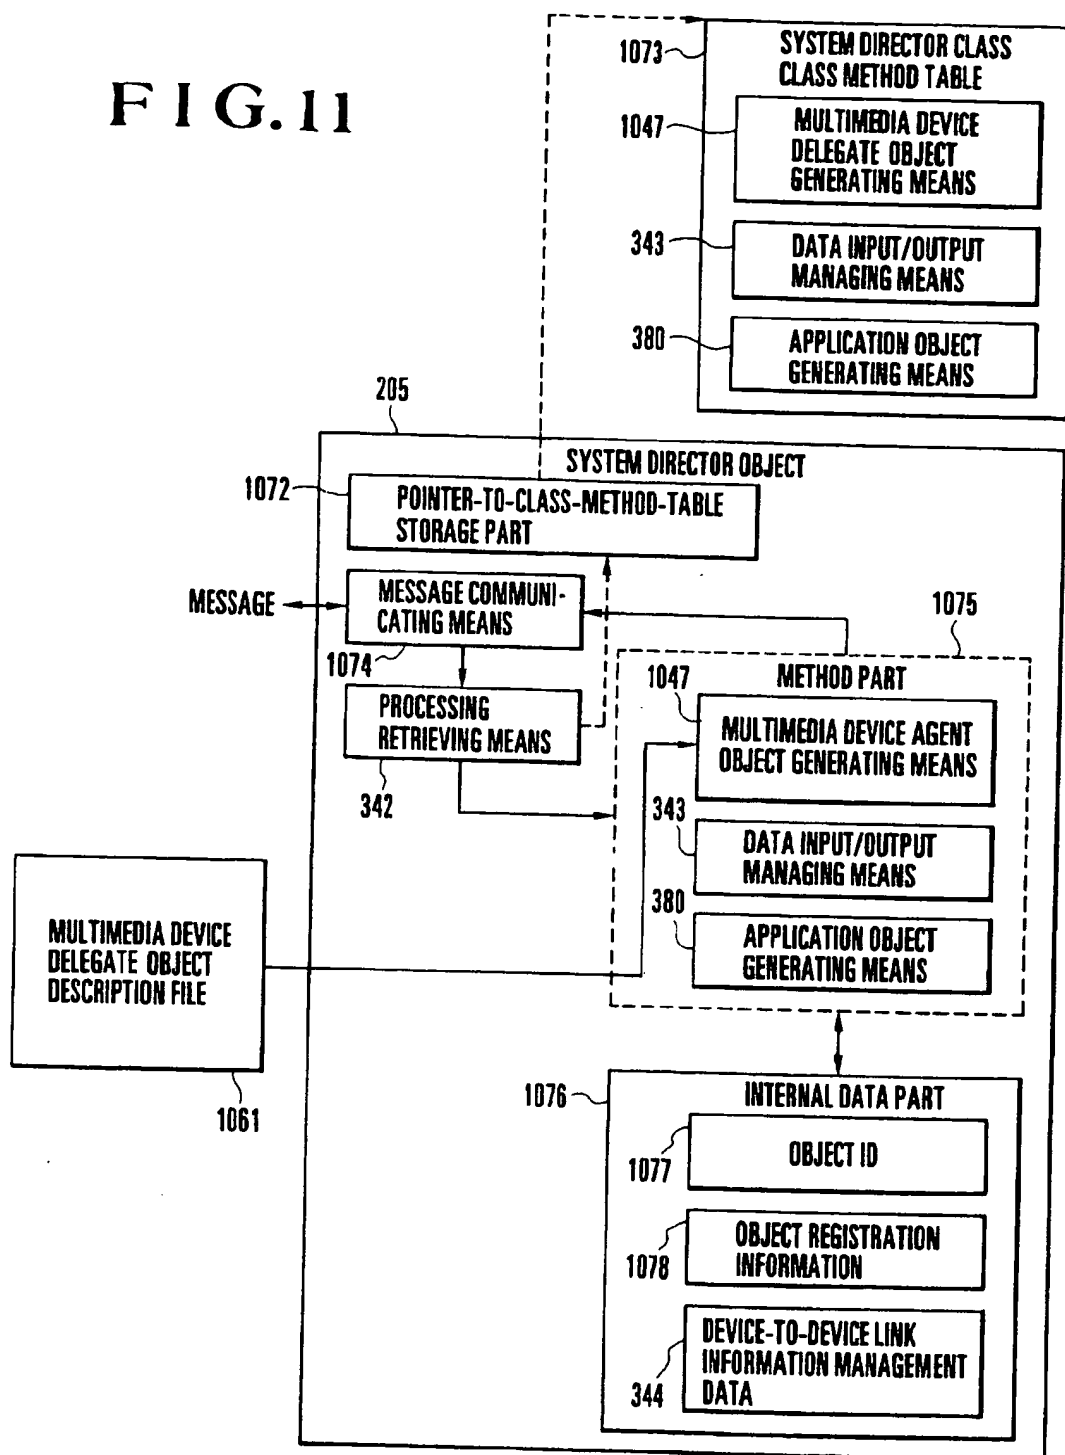 FIG.11
1073
SYSTEM DIRECTOR CLASS
CLASS METHOD TABLE
1047
MULTIMEDIA DEVICE
DELEGATE OBJECT
GENERATING MEANS
343
DATA INPUT/OUTPUT
MANAGING MEANS
380
APPLICATION OBJECT
GENERATING MEANS
205
SYSTEM DIRECTOR OBJECT
1072
POINTER-TO-CLASS-METHOD-TABLE
STORAGE PART
MESSAGE
MESSAGE COMMUNI-
CATING MEANS
1074
PROCESSING
RETRIEVING MEANS
342
1075
METHOD PART
1047
MULTIMEDIA DEVICE AGENT
OBJECT GENERATING MEANS
343
DATA INPUT/OUTPUT
MANAGING MEANS
380
APPLICATION OBJECT
GENERATING MEANS
MULTIMEDIA DEVICE
DELEGATE OBJECT
DESCRIPTION FILE
1061
1076
INTERNAL DATA PART
1077
OBJECT ID
1078
OBJECT REGISTRATION
INFORMATION
344
DEVICE-TO-DEVICE LINK
INFORMATION MANAGEMENT
DATA